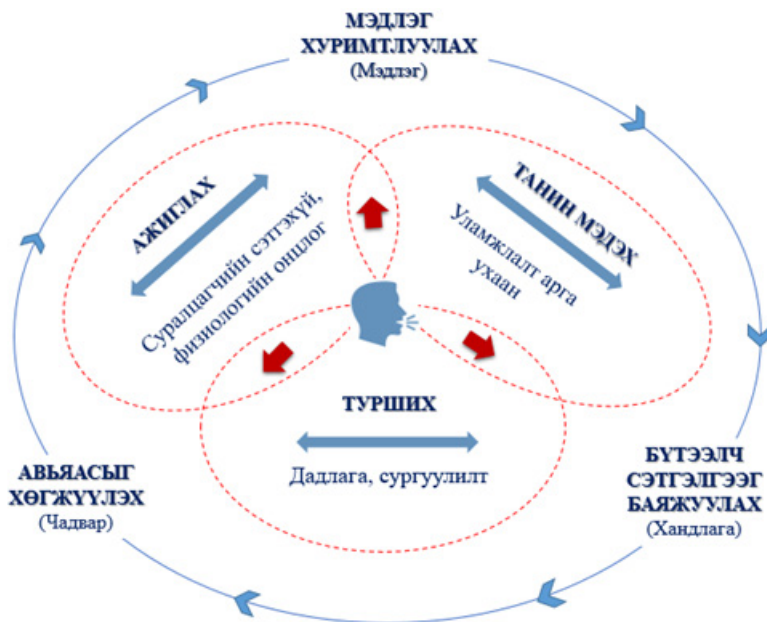 МЭДЛЭГ
ХУРИМТЛУУЛАХ
(Мэдлэг)
АЖИГЛАХ
Суралцагчийн сэтгэхүй,
физиологийн онцлог
ТАНИН МЭДЭХ
Уламжлалт арга
ухаан
ТУРШИХ
Дадлага, сургуулилт
АВЬЯАСЫГ
ХӨГЖҮҮЛЭХ
(Чадвар)
БҮТЭЭЛЧ
СЭТГЭЛГЭЭГ
БАЯЖУУЛАХ
(Хандлага)